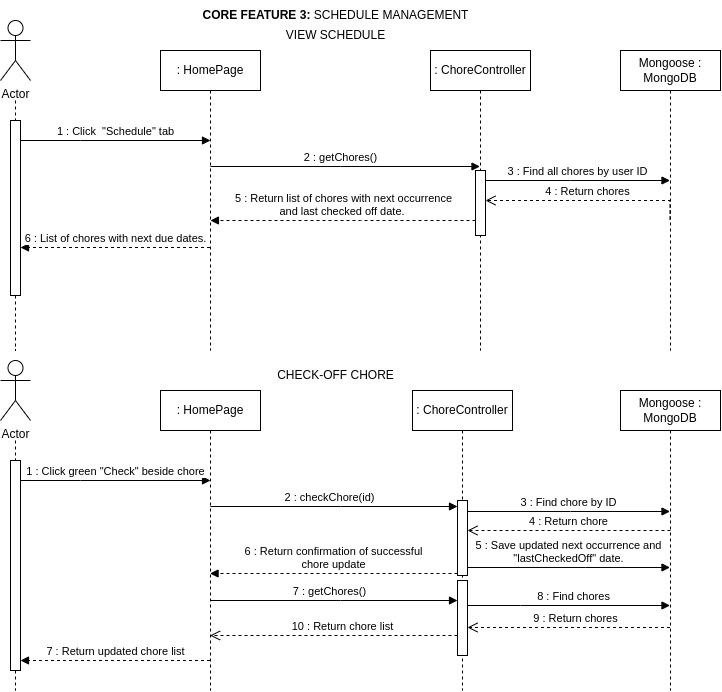 CORE FEATURE 3: SCHEDULE MANAGEMENT
VIEW SCHEDULE
Actor
: HomePage
: ChoreController
Mongoose :
MongoDB
1 : Click "Schedule" tab
2 : getChores()
3 : Find all chores by user ID
4 : Return chores
5 : Return list of chores with next occurrence
and last checked off date.
6 : List of chores with next due dates.
CHECK-OFF CHORE
Actor
: HomePage
: ChoreController
Mongoose :
MongoDB
1 : Click green "Check" beside chore
2 : checkChore(id)
3 : Find chore by ID
4 : Return chore
5 : Save updated next occurrence and
"lastCheckedOff" date.
6 : Return confirmation of successful
chore update
7 : getChores()
8 : Find chores
9 : Return chores
10 : Return chore list
7 : Return updated chore list